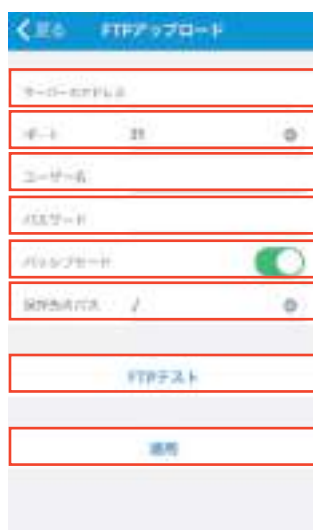 戻る FTPアップロード
サーバーのアドレス
ポート 21
ユーザー名
パスワード
パッシブモード
保存先のパス /
FTPテスト
適用